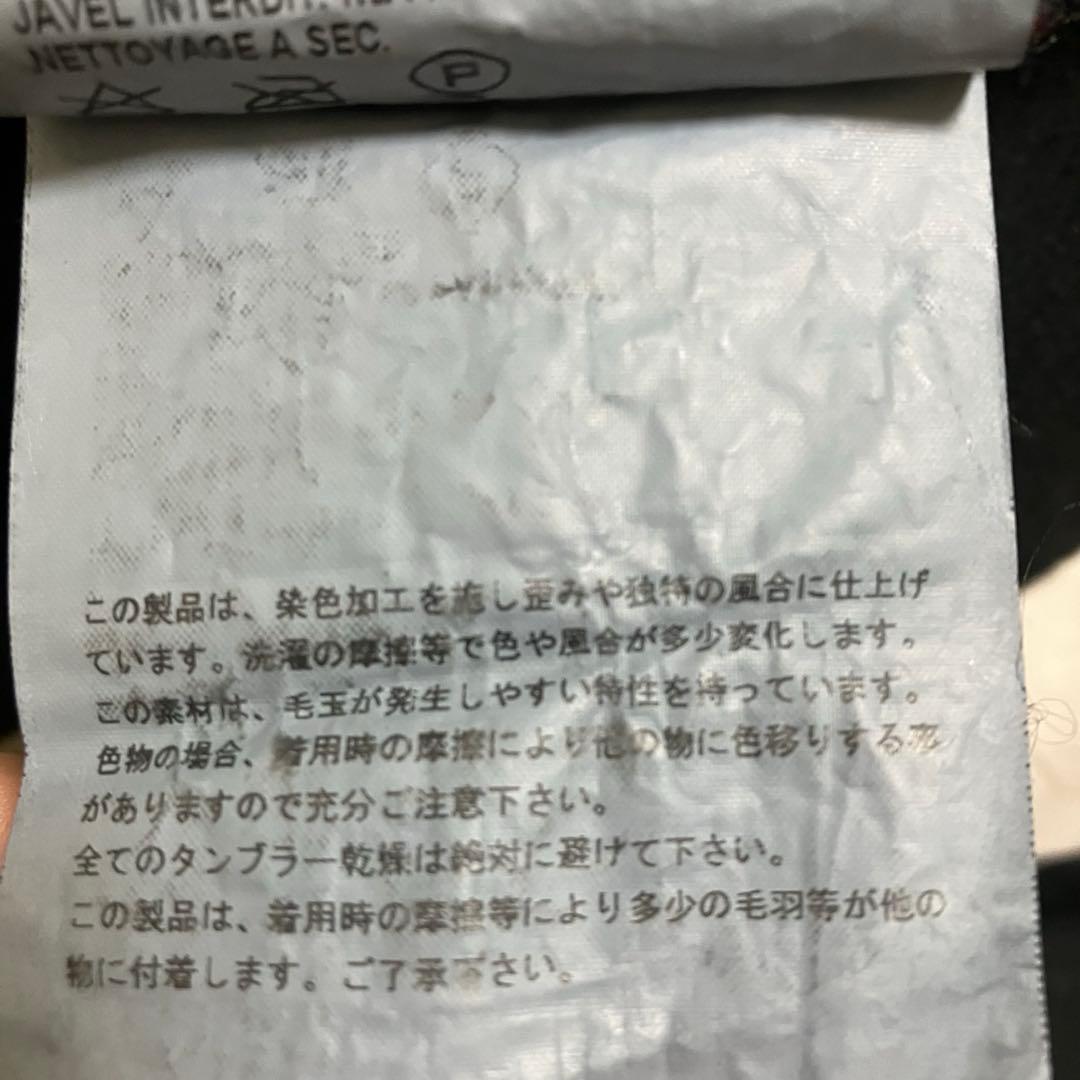 JAVEL INTERDIT.
NETTOYAGE A SEC.
P
この製品は、染色加工を施し歪みや独特の風合に仕上げ
ています。洗濯の摩擦等で色や風合が多少変化します。
この素材は、毛玉が発生しやすい特性を持っています。
色物の場合、着用時の摩擦により他の物に色移りする恐
がありますので充分ご注意下さい。
全てのタンブラー乾燥は絶対に避けて下さい。
この製品は、着用時の摩擦等により多少の毛羽等が他の
物に付着します。ご了承下さい。